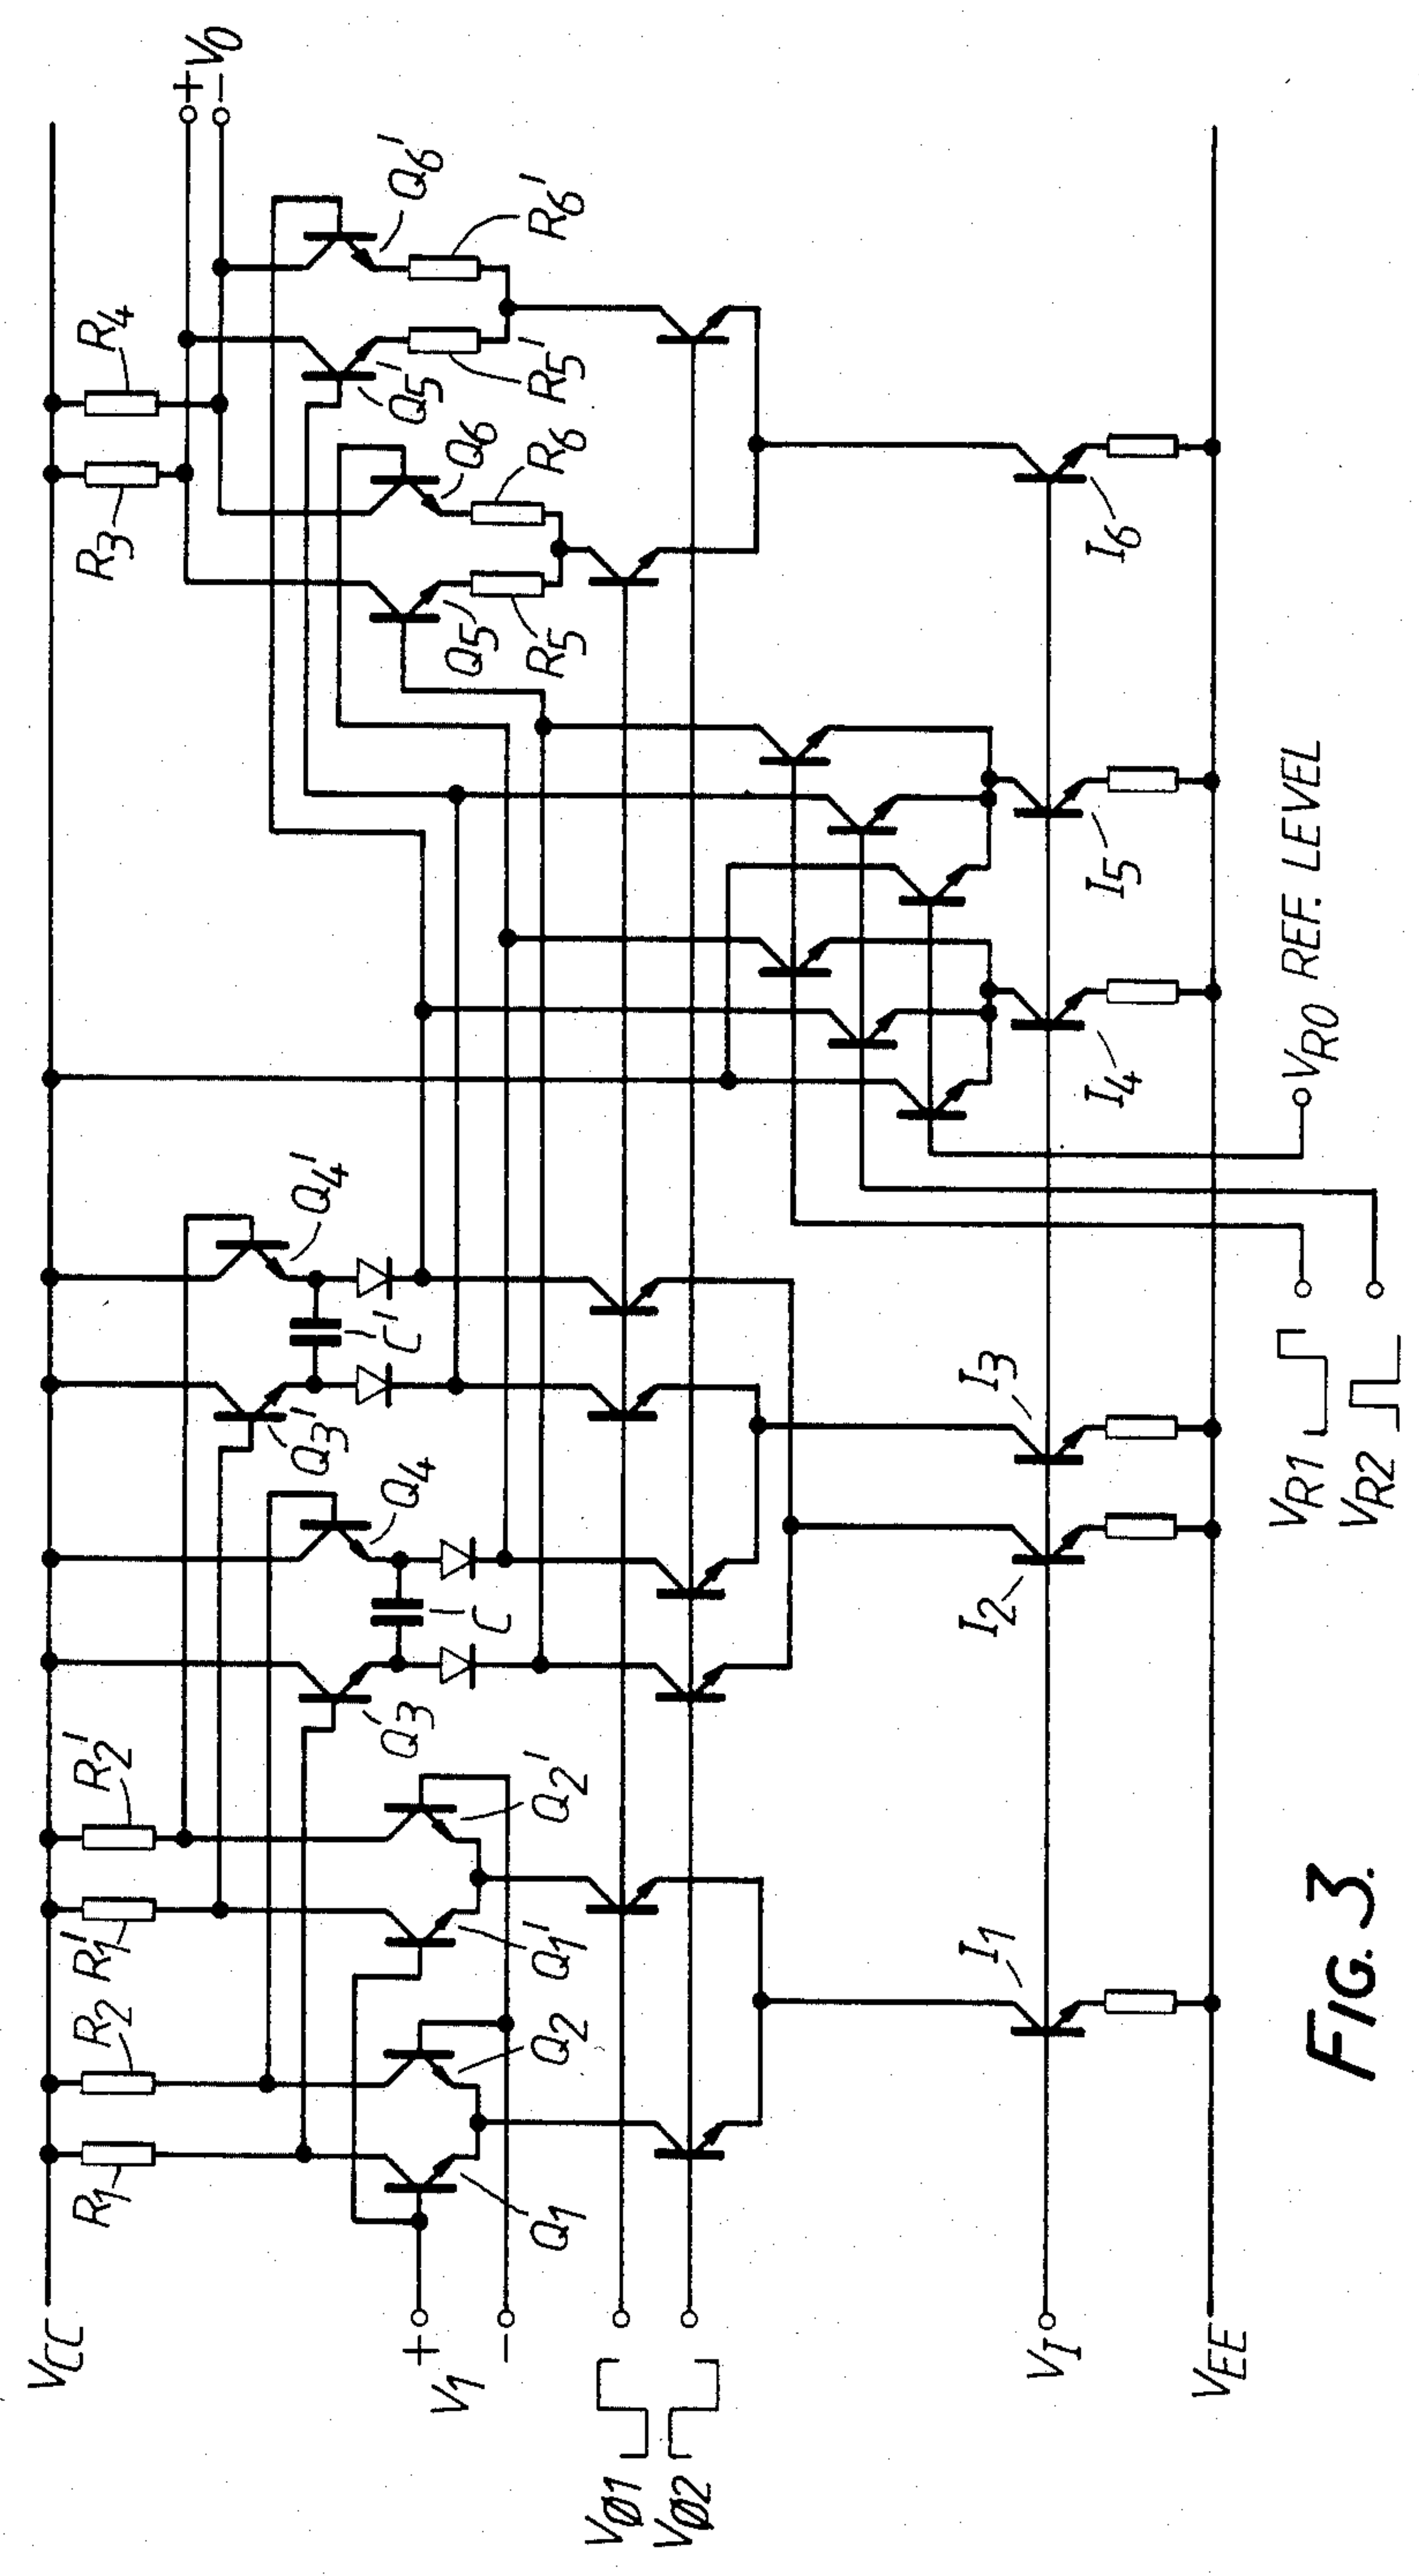 VCC
R1
R2
R1'
R2'
R3
R4
+
-
V0
Q1
Q2
Q1'
Q2'
Q3
Q4
Q3'
Q4'
C
C'
Q5
Q6
Q5'
Q6'
R5
R6
R5'
R6'
+
V1
-
VØ1
VØ2
VI
I1
I2
I3
I4
I5
I6
VEE
VR1
VR2
VR0 REF. LEVEL
FIG. 3.